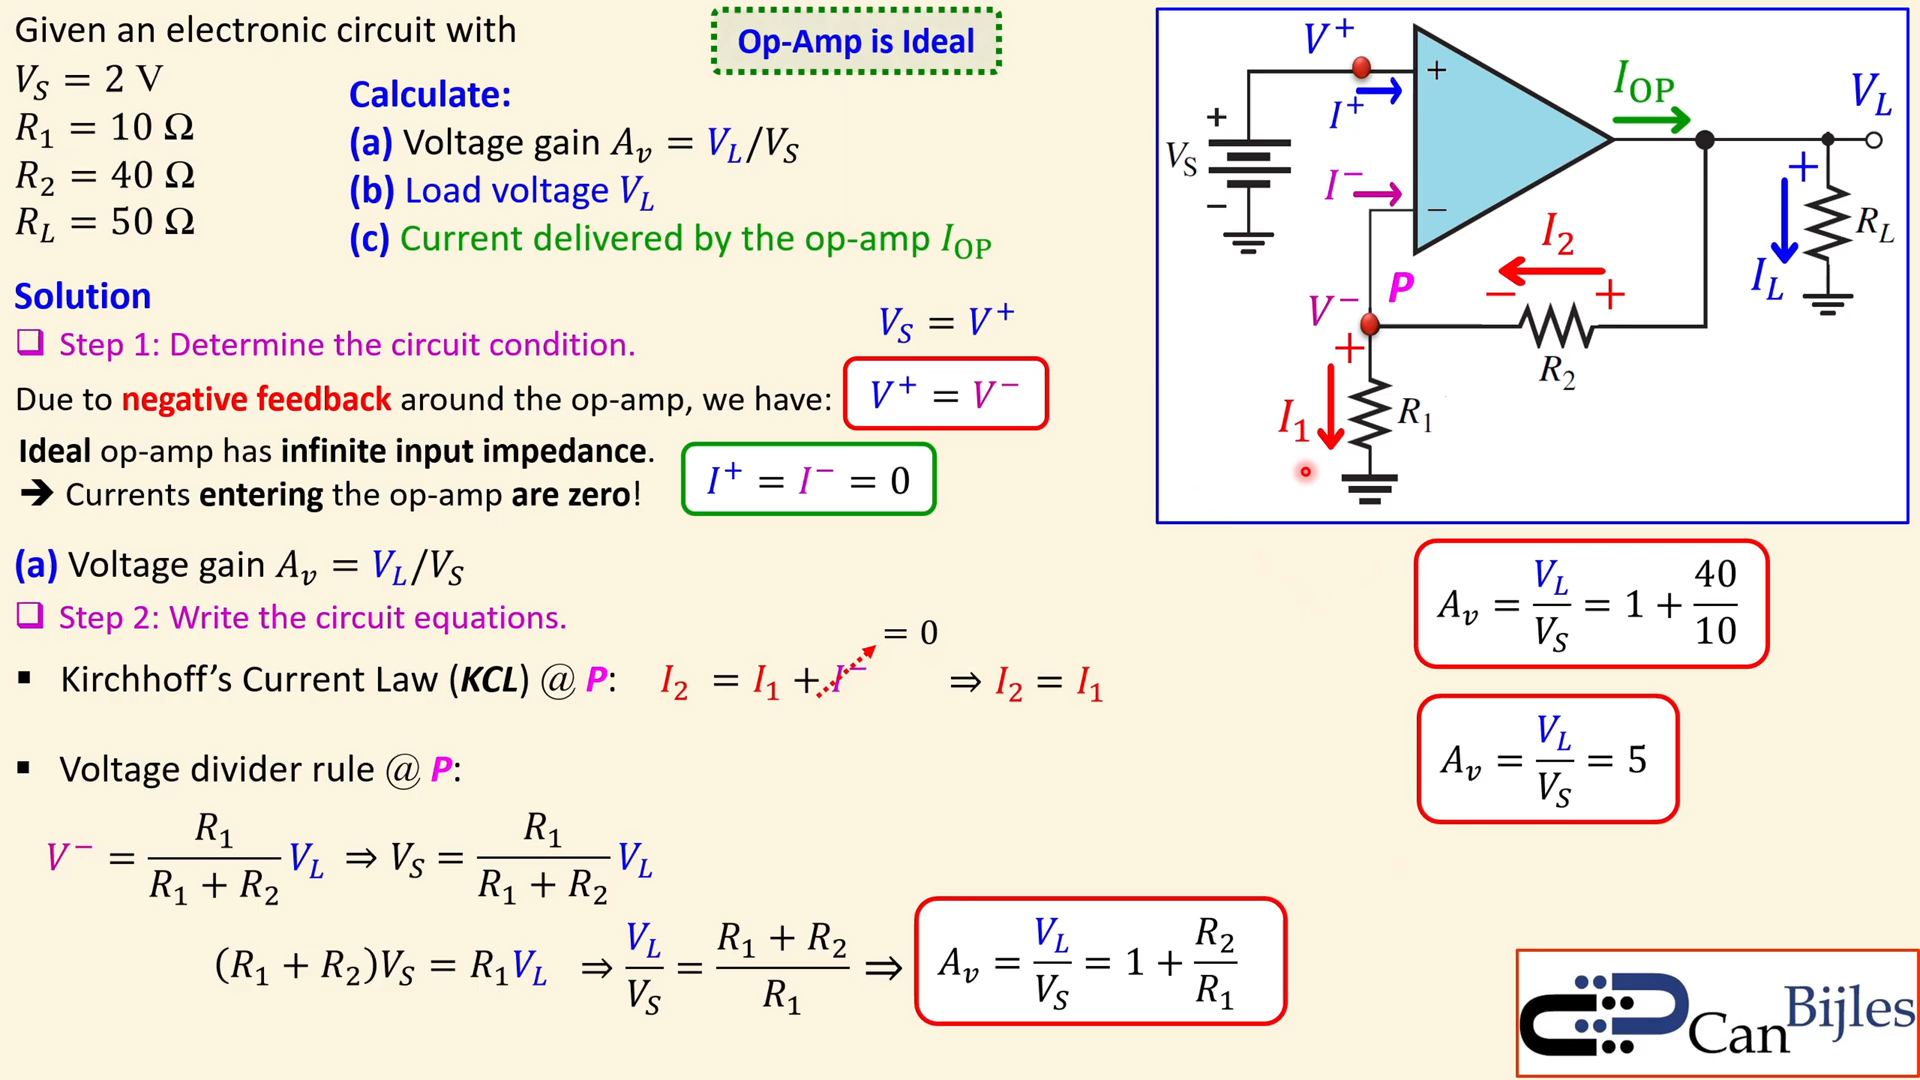 Given an electronic circuit with
V_S = 2 V
R_1 = 10 Ω
R_2 = 40 Ω
R_L = 50 Ω
Op-Amp is Ideal
Calculate:
(a) Voltage gain A_v = V_L/V_S
(b) Load voltage V_L
(c) Current delivered by the op-amp I_OP
Solution
❑ Step 1: Determine the circuit condition.
V_S = V^+
Due to negative feedback around the op-amp, we have: V^+ = V^−
Ideal op-amp has infinite input impedance.
➔ Currents entering the op-amp are zero! I^+ = I^− = 0
(a) Voltage gain A_v = V_L/V_S
❑ Step 2: Write the circuit equations.
▪ Kirchhoff's Current Law (KCL) @ P: I_2 = I_1 + I^− = 0 ⇒ I_2 = I_1
▪ Voltage divider rule @ P:
V^− = R_1/(R_1 + R_2) V_L ⇒ V_S = R_1/(R_1 + R_2) V_L
(R_1 + R_2)V_S = R_1V_L ⇒ V_L/V_S = (R_1 + R_2)/R_1 ⇒ A_v = V_L/V_S = 1 + R_2/R_1
V^+
+
I^+
I_OP
V_L
+
V_S
−
I^−
−
+
R_L
I_L
I_2
− +
P
V^−
R_2
+
I_1
R_1
A_v = V_L/V_S = 1 + 40/10
A_v = V_L/V_S = 5
Can Bijles